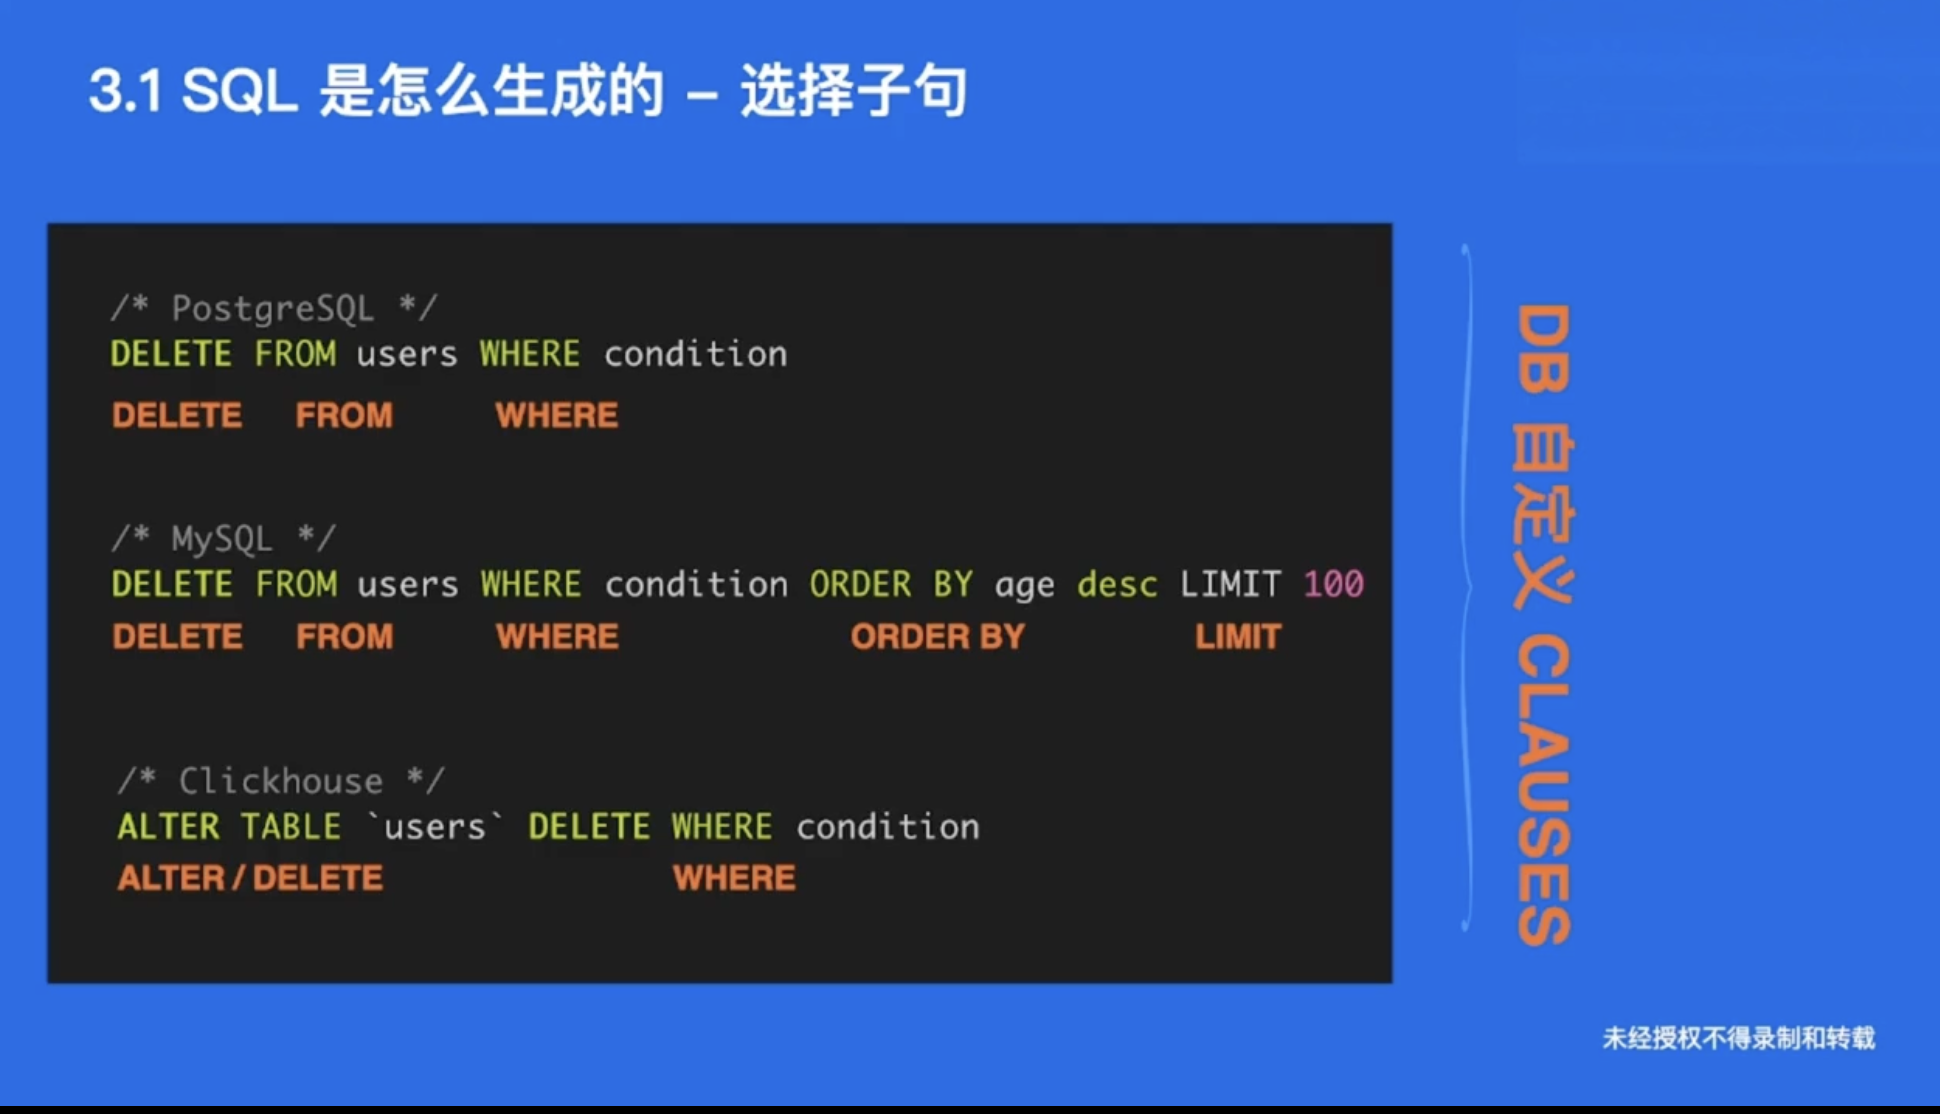 3.1 SQL 是怎么生成的 – 选择子句
/* PostgreSQL */
DELETE FROM users WHERE condition
DELETE FROM WHERE
/* MySQL */
DELETE FROM users WHERE condition ORDER BY age desc LIMIT 100
DELETE FROM WHERE ORDER BY LIMIT
/* Clickhouse */
ALTER TABLE `users` DELETE WHERE condition
ALTER / DELETE WHERE
DB 自定义 CLAUSES
未经授权不得录制和转载